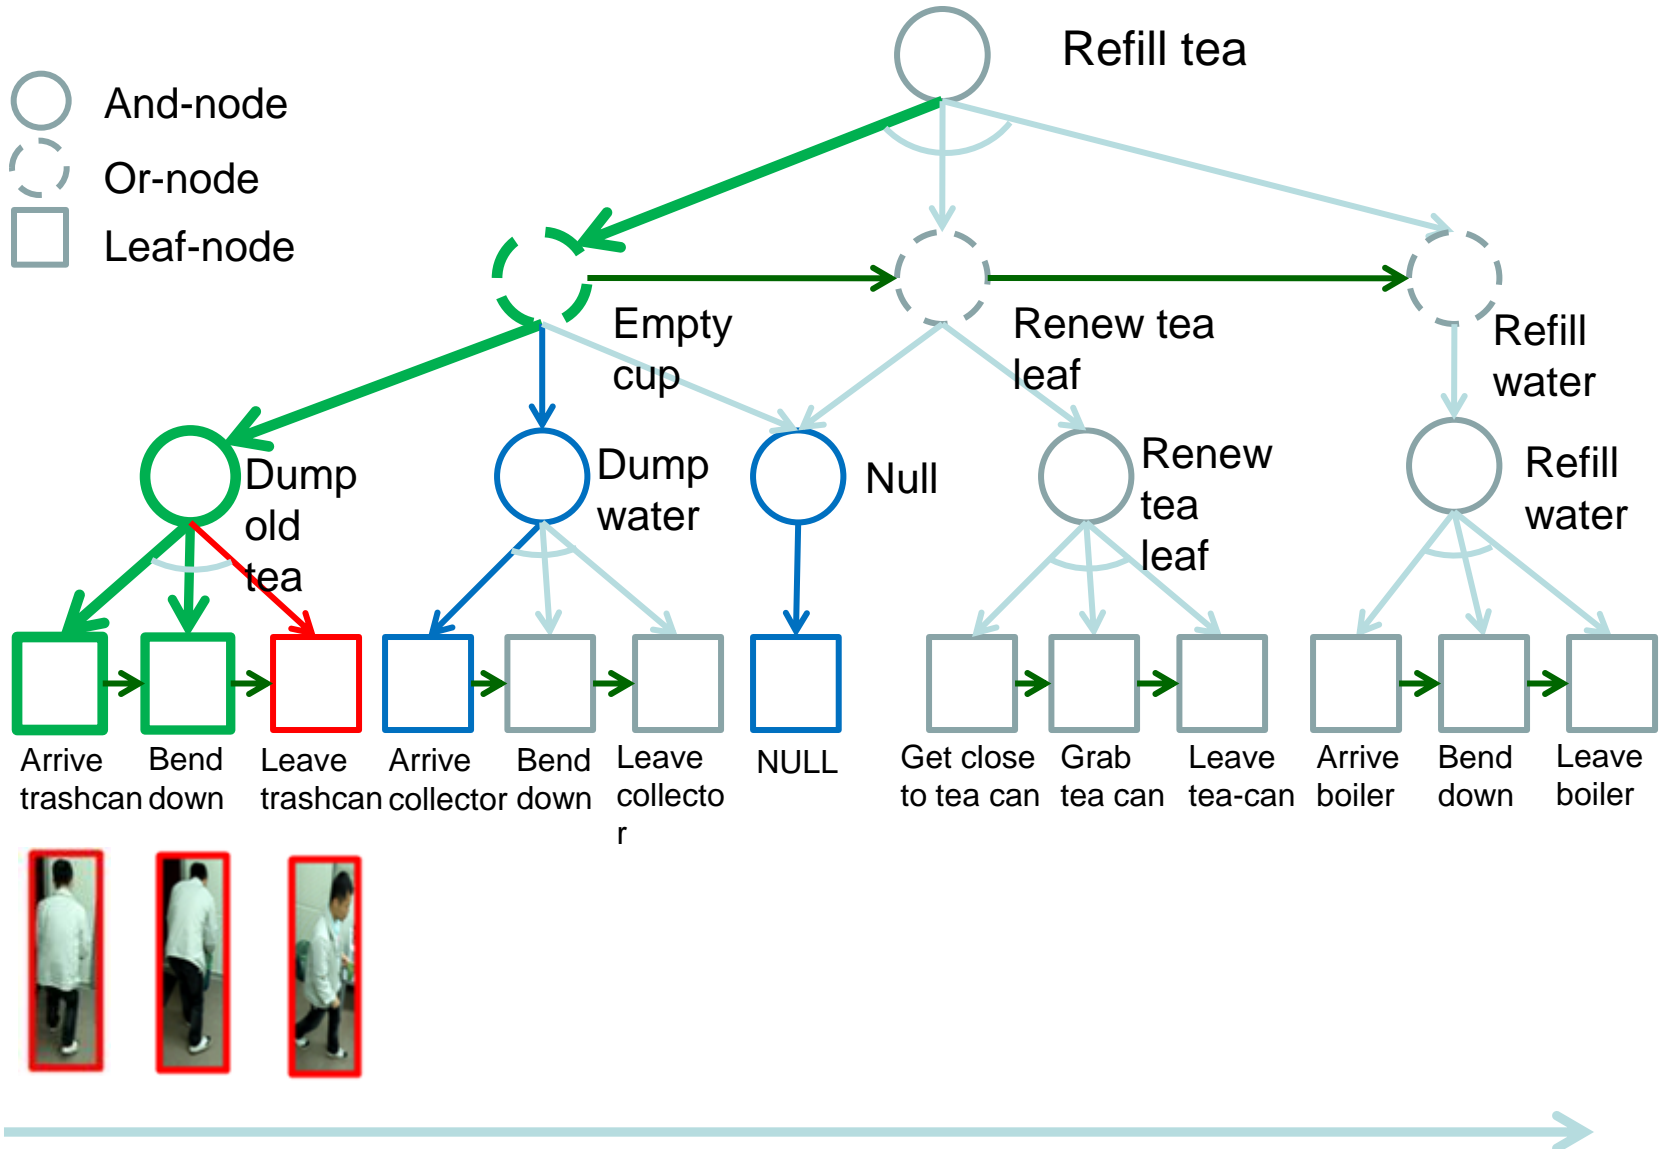 Refill tea
And-node
Or-node
Leaf-node
Empty
cup
Renew tea
leaf
Refill
water
Dump
old
tea
Dump
water
Null
Renew
tea
leaf
Refill
water
Arrive
trashcan
Bend
down
Leave
trashcan
Arrive
collector
Bend
down
Leave
collecto
r
NULL
Get close
to tea can
Grab
tea can
Leave
tea-can
Arrive
boiler
Bend
down
Leave
boiler